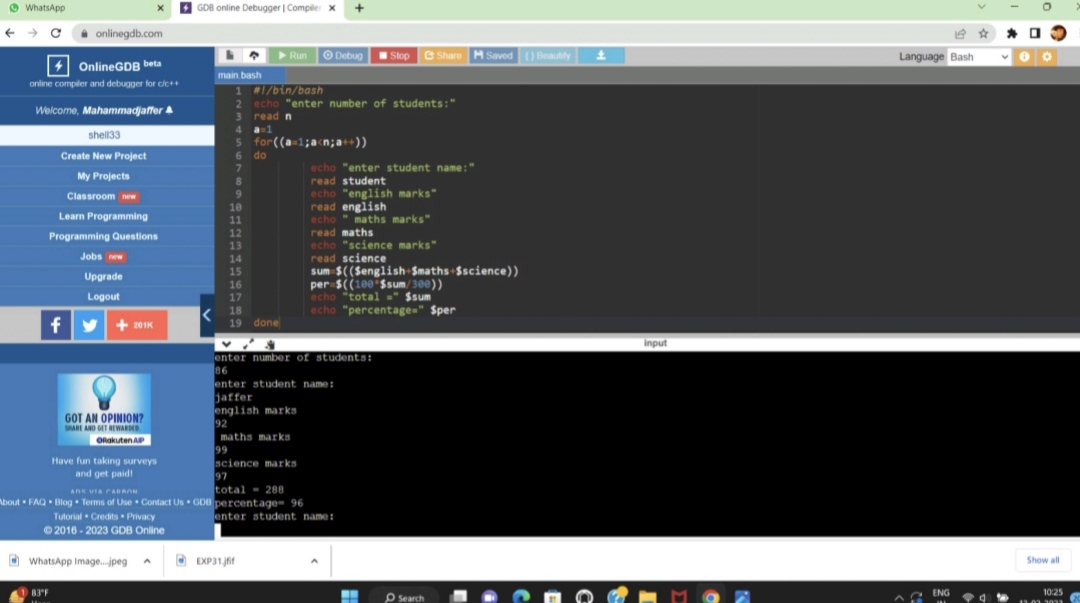 WhatsApp
GDB online Debugger | Compiler
onlinegdb.com
OnlineGDB beta
online compiler and debugger for c/c++
Welcome, Mahammadjaffer
shell33
Create New Project
My Projects
Classroom new
Learn Programming
Programming Questions
Jobs new
Upgrade
Logout
201K
GOT AN OPINION?
SHARE AND GET REWARDED.
Rakuten AIP
Have fun taking surveys
and get paid!
ADS VIA CARBON
About • FAQ • Blog • Terms of Use • Contact Us • GDB
Tutorial • Credits • Privacy
© 2016 - 2023 GDB Online
Run Debug Stop Share Saved {} Beautify
Language Bash
main.bash
1 #!/bin/bash
2 echo "enter number of students:"
3 read n
4 a=1
5 for((a=1;a<n;a++))
6 do
7 echo "enter student name:"
8 read student
9 echo "english marks"
10 read english
11 echo " maths marks"
12 read maths
13 echo "science marks"
14 read science
15 sum=$(($english+$maths+$science))
16 per=$((100*$sum/300))
17 echo "total =" $sum
18 echo "percentage=" $per
19 done
input
enter number of students:
86
enter student name:
jaffer
english marks
92
maths marks
99
science marks
97
total = 288
percentage= 96
enter student name:
WhatsApp Image....jpeg
EXP31.jfif
Show all
1
83°F
Search
ENG
IN
10:25